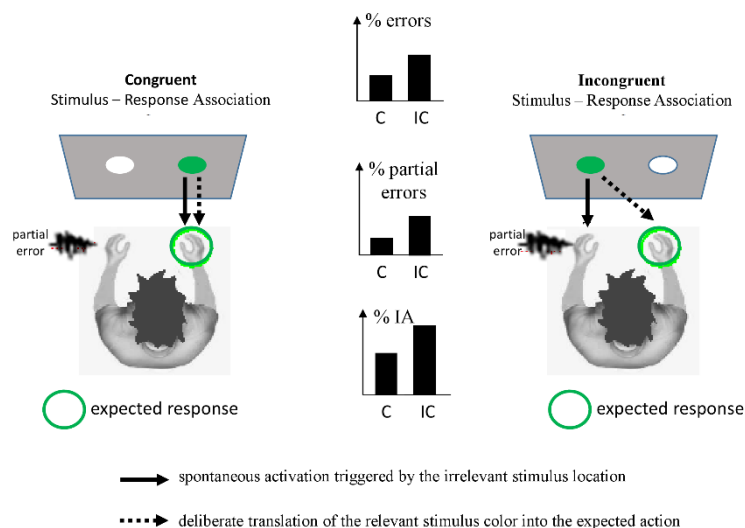 Congruent
Stimulus – Response Association
partial
error
expected response
% errors
C IC
% partial
errors
C IC
% IA
C IC
Incongruent
Stimulus – Response Association
partial
error
expected response
spontaneous activation triggered by the irrelevant stimulus location
deliberate translation of the relevant stimulus color into the expected action